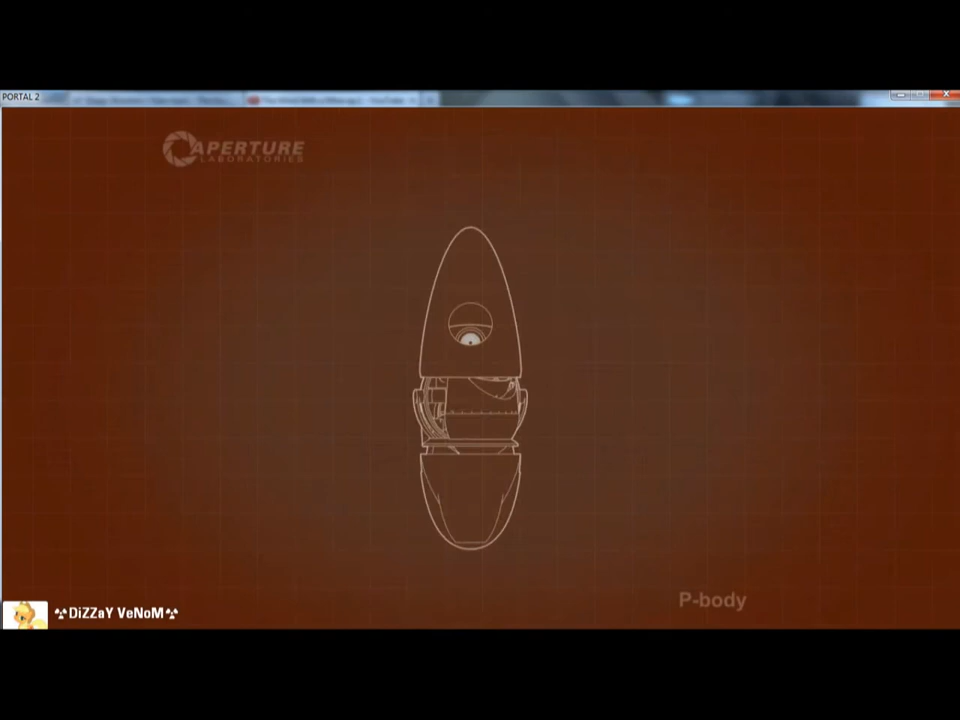 PORTAL 2
APERTURE
LABORATORIES
P-body
☢DiZZaY VeNoM☢